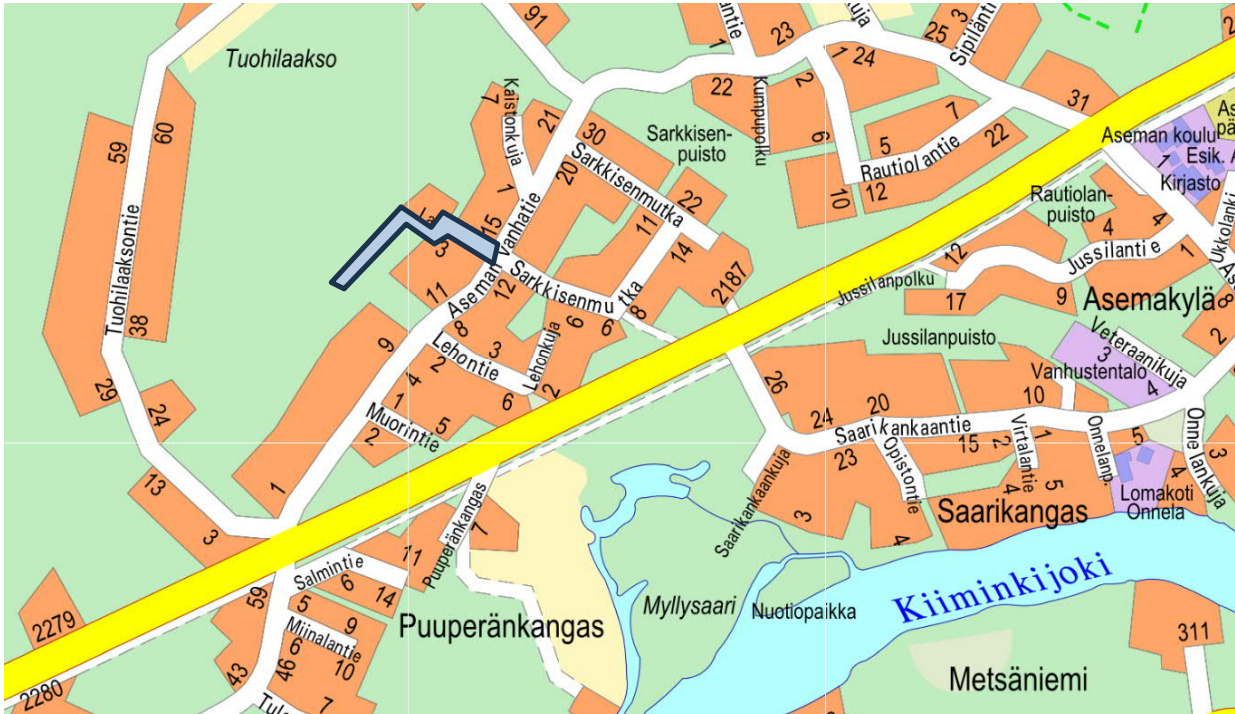 91
1
23
kuja
1
24
25
3
Sipiläntie
Tuohilaakso
7
Kaistonkuja
21
30
22
Kumpupolku
2
31
59
60
Sarkkisen-
puisto
6
7
5
22
Rautiolantie
Aseman koulu
Esik.
Kirjasto
Sarkkisenmutka
20
1
22
10
12
Rautiolan-
puisto
15
11
4
4
3
14
Tuohilaaksontie
Aseman Vanhatie
12
Jussilantie
1
11
12
Sarkkisenmutka
2187
Jussilanpolku
17
9
Asemakylä
8
38
8
6
6
8
Jussilanpuisto
Veteraanikuja
2
9
Lehontie
3
2
Lehonkuja
3
Vanhustentalo
4
29
4
6
2
26
10
24
1
5
24
20
Muorintie
2
Saarikankaantie
15
2
Virtalantie
1
Onnelanp
5
Onnelankuja
3
23
Opistontie
13
1
Saarikankaankuja
4
5
4
Lomakoti
Onnela
3
Puuperänkangas
7
3
4
Saarikangas
11
Salmintie
6
14
59
5
Kiiminkijoki
Myllysaari
Nuotiopaikka
2279
9
Miinalantie
6
10
Puuperänkangas
311
43
46
Metsäniemi
2280
7